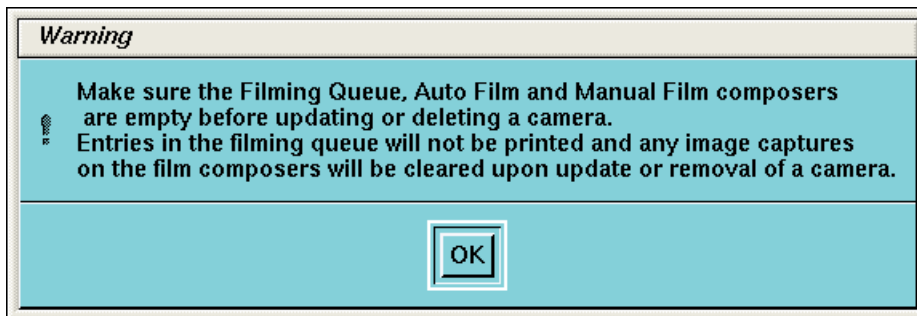 Warning
Make sure the Filming Queue, Auto Film and Manual Film composers
are empty before updating or deleting a camera.
Entries in the filming queue will not be printed and any image captures
on the film composers will be cleared upon update or removal of a camera.
OK